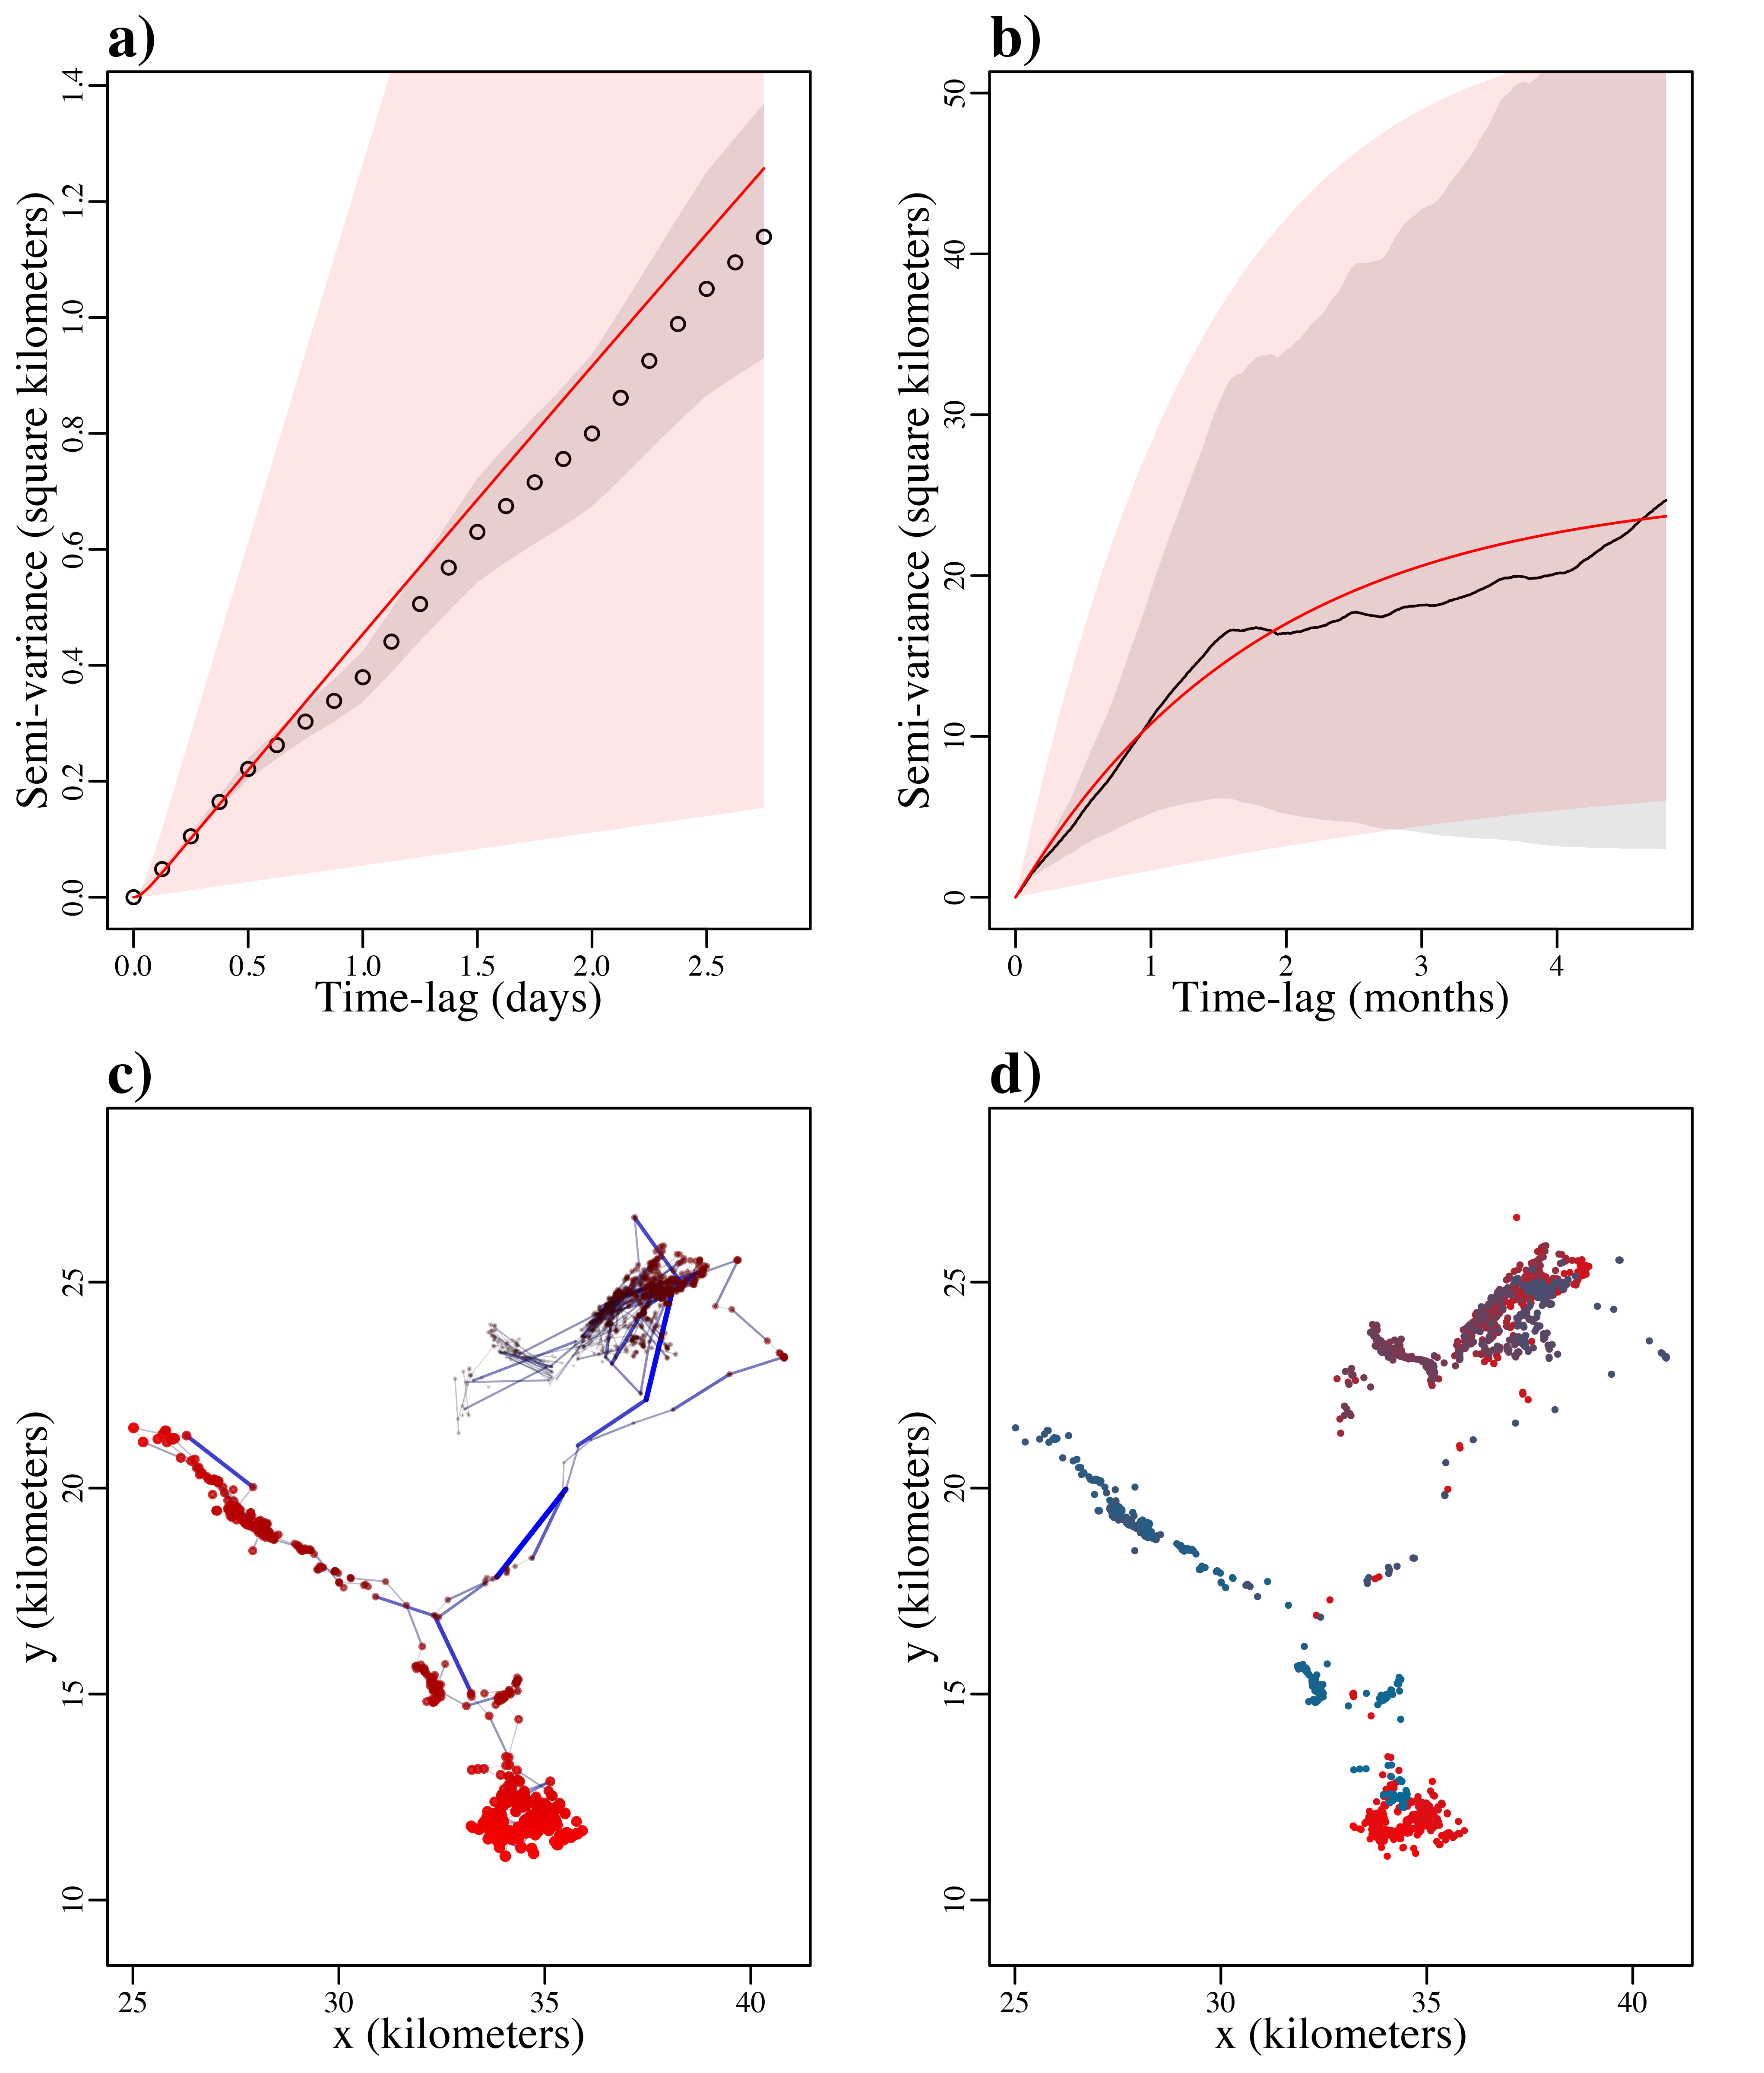 a)
Semi-variance (square kilometers)
0.0 0.2 0.4 0.6 0.8 1.0 1.2 1.4
0.0 0.5 1.0 1.5 2.0 2.5
Time-lag (days)
b)
Semi-variance (square kilometers)
0 10 20 30 40 50
0 1 2 3 4
Time-lag (months)
c)
y (kilometers)
10 15 20 25
25 30 35 40
x (kilometers)
d)
y (kilometers)
10 15 20 25
25 30 35 40
x (kilometers)